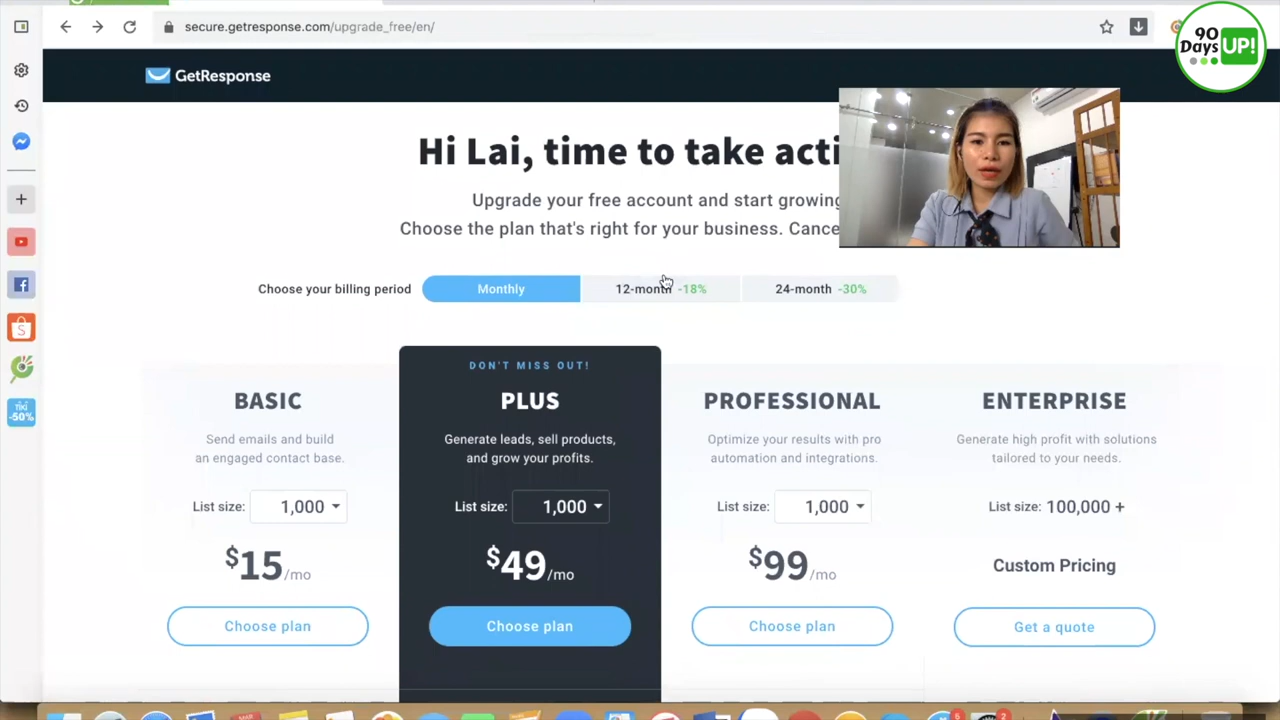 secure.getresponse.com/upgrade_free/en/
90
Days UP!
GetResponse
Hi Lai, time to take acti
Upgrade your free account and start growing
Choose the plan that's right for your business. Cance
Choose your billing period
Monthly
12-month -18%
24-month -30%
DON'T MISS OUT!
BASIC
Send emails and build
an engaged contact base.
List size: 1,000
$15/mo
Choose plan
PLUS
Generate leads, sell products,
and grow your profits.
List size: 1,000
$49/mo
Choose plan
PROFESSIONAL
Optimize your results with pro
automation and integrations.
List size: 1,000
$99/mo
Choose plan
ENTERPRISE
Generate high profit with solutions
tailored to your needs.
List size: 100,000 +
Custom Pricing
Get a quote
TIKI
-50%